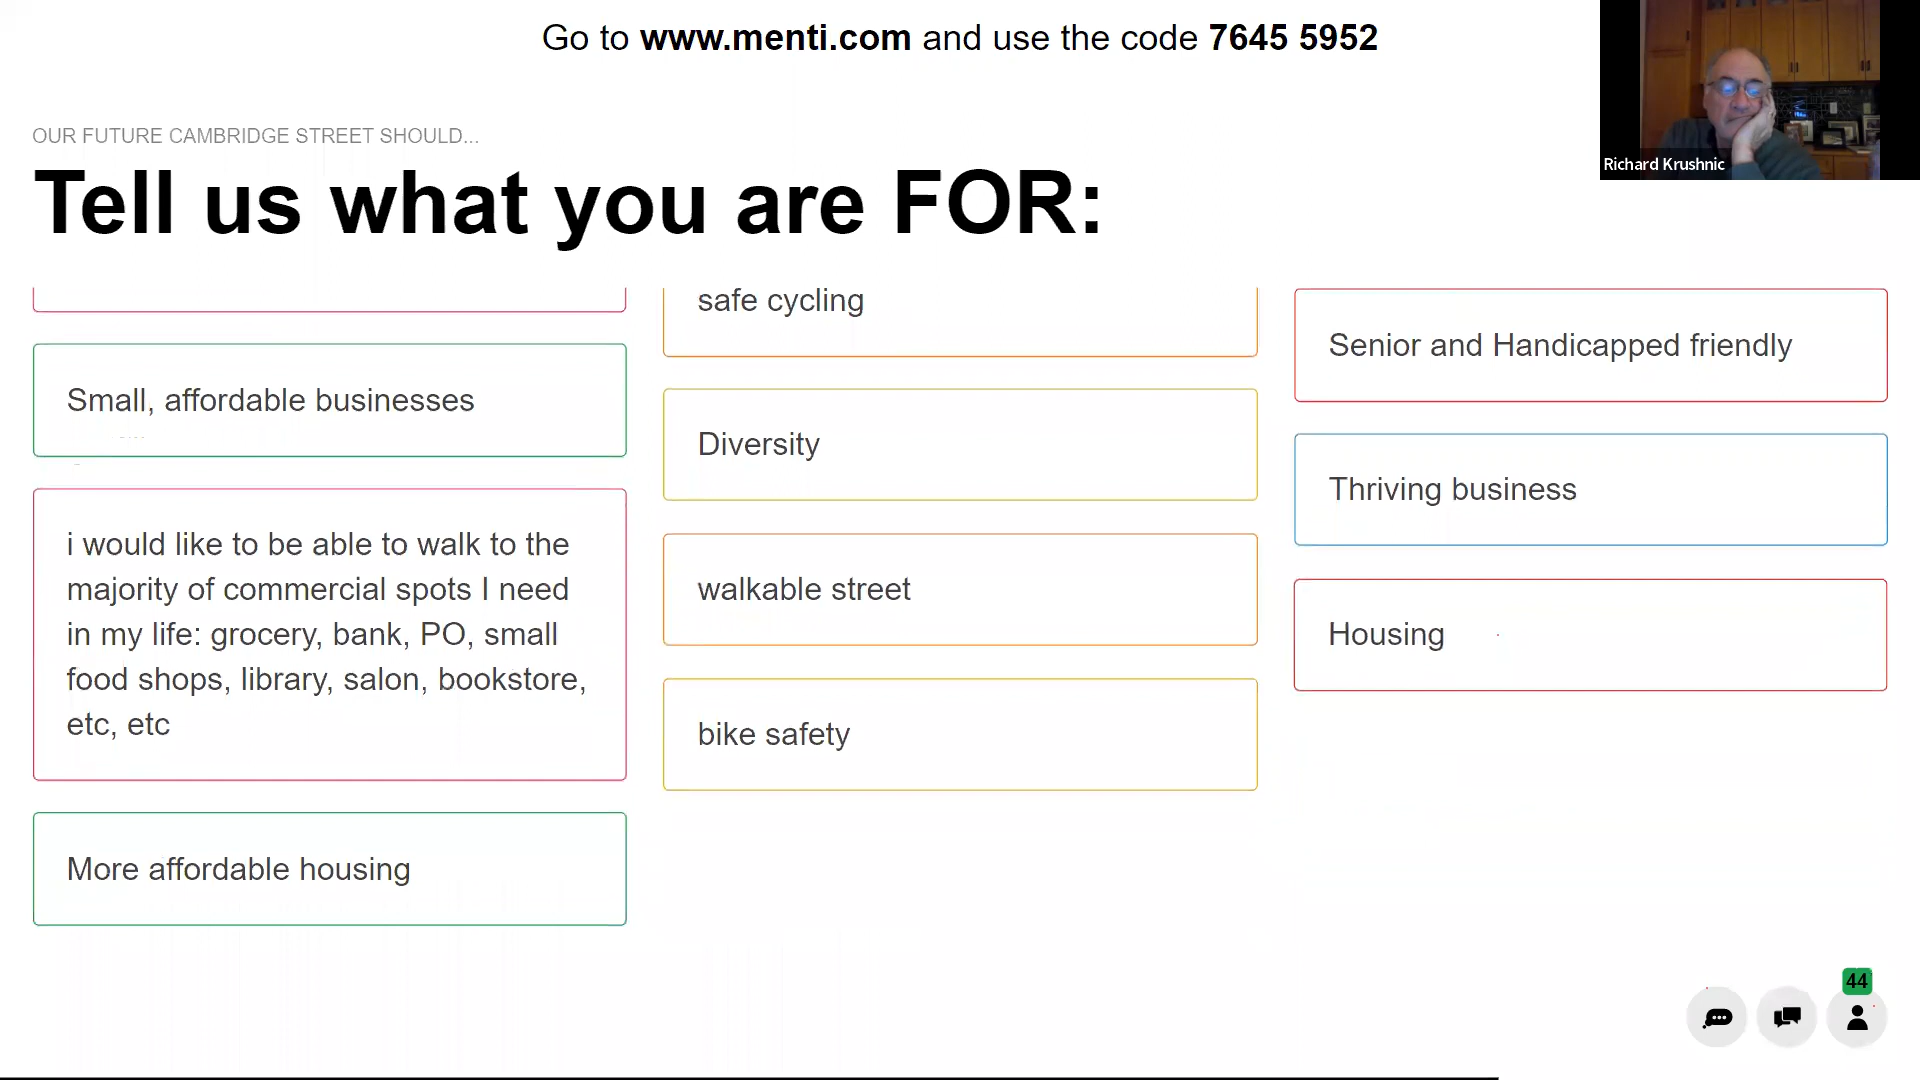 Go to www.menti.com and use the code 7645 5952
Richard Krushnic
OUR FUTURE CAMBRIDGE STREET SHOULD...
Tell us what you are FOR:
Small, affordable businesses
i would like to be able to walk to the
majority of commercial spots I need
in my life: grocery, bank, PO, small
food shops, library, salon, bookstore,
etc, etc
More affordable housing
safe cycling
Diversity
walkable street
bike safety
Senior and Handicapped friendly
Thriving business
Housing
44